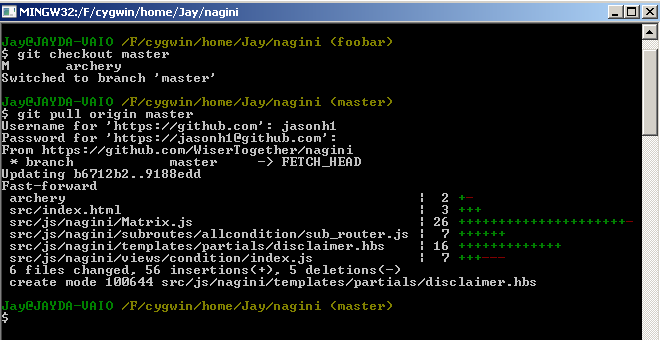 MINGW32:/F/cygwin/home/Jay/nagini
Jay@JAYDA-VAIO /F/cygwin/home/Jay/nagini (foobar)
$ git checkout master
M       archery
Switched to branch 'master'
Jay@JAYDA-VAIO /F/cygwin/home/Jay/nagini (master)
$ git pull origin master
Username for 'https://github.com': jasonh1
Password for 'https://jasonh1@github.com':
From https://github.com/WiserTogether/nagini
 * branch            master     -> FETCH_HEAD
Updating b6712b2..9188edd
Fast-forward
 archery                                            |  2 +-
 src/index.html                                     |  3 +++
 src/js/nagini/Matrix.js                            | 26 +++++++++++++++++++++++++-
 src/js/nagini/subroutes/allcondition/sub_router.js |  7 ++++++
 src/js/nagini/templates/partials/disclaimer.hbs    | 16 +++++++++++++
 src/js/nagini/views/condition/index.js             |  7 +++---
 6 files changed, 56 insertions(+), 5 deletions(-)
 create mode 100644 src/js/nagini/templates/partials/disclaimer.hbs
Jay@JAYDA-VAIO /F/cygwin/home/Jay/nagini (master)
$